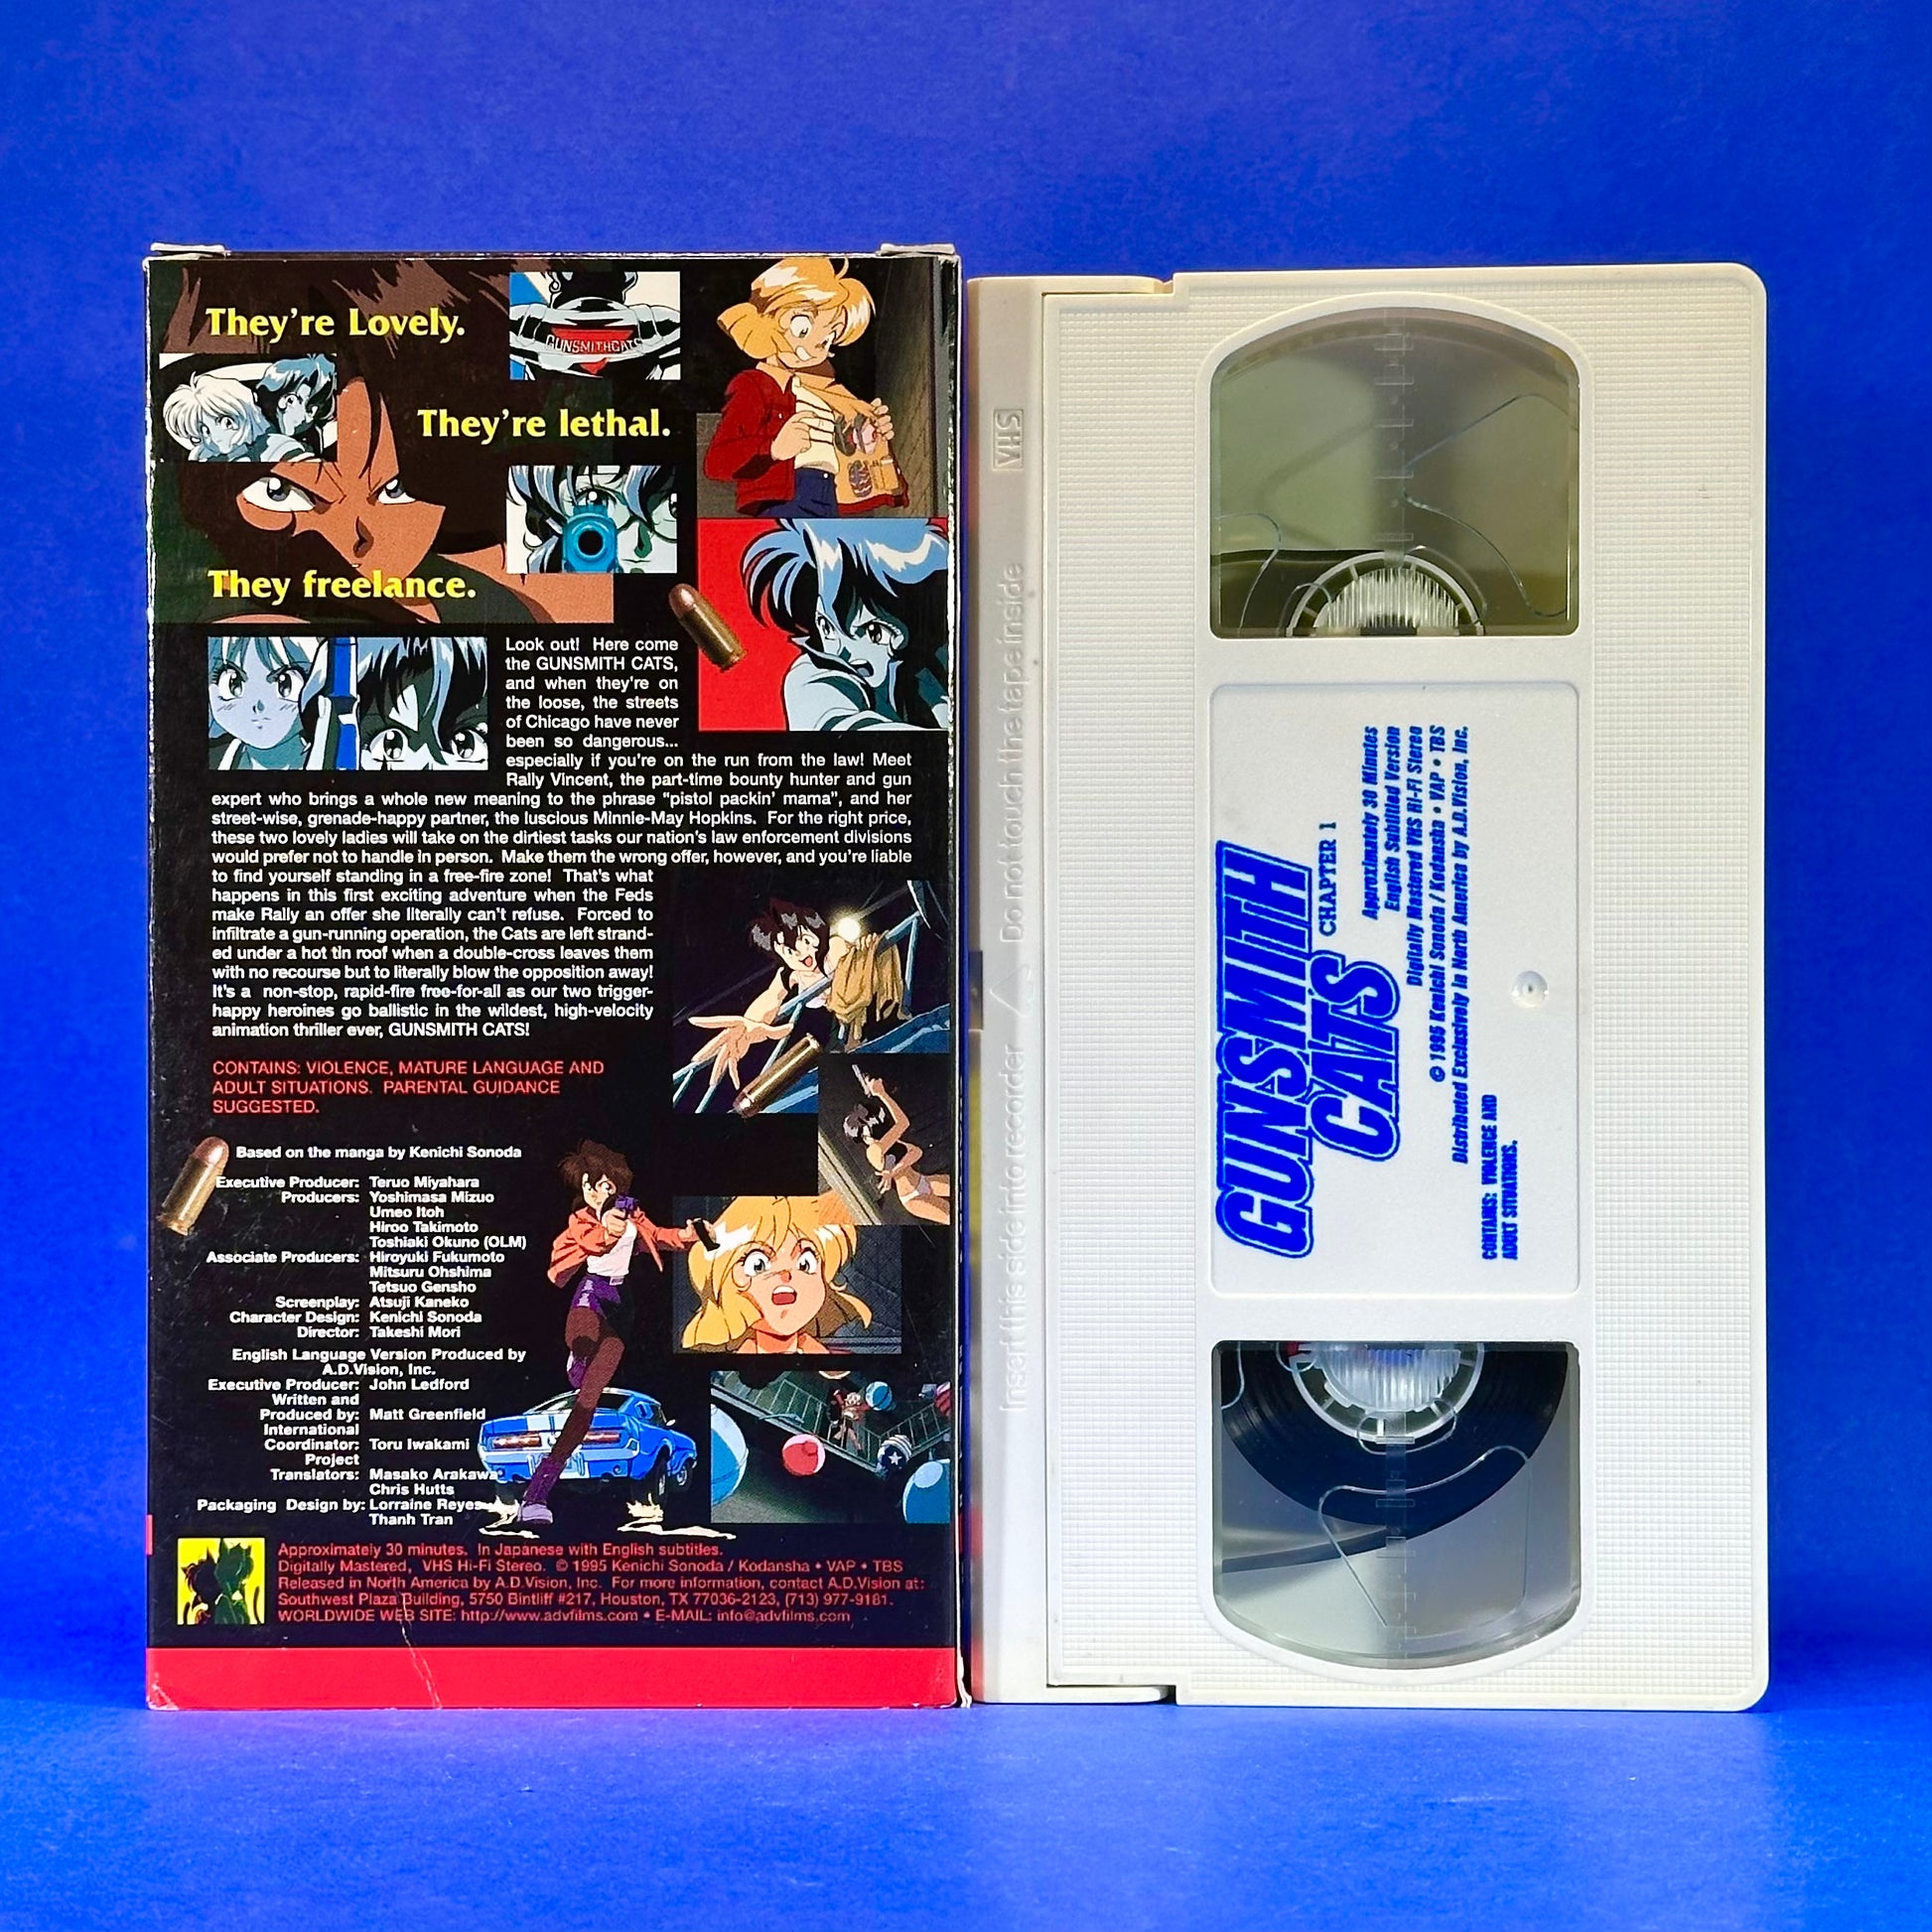 They're Lovely.
GUNSMITHCATS
They're lethal.
They freelance.
Look out! Here come
the GUNSMITH CATS,
and when they're on
the loose, the streets
of Chicago have never
been so dangerous...
especially if you're on the run from the law! Meet
Rally Vincent, the part-time bounty hunter and gun
expert who brings a whole new meaning to the phrase "pistol packin' mama", and her
street-wise, grenade-happy partner, the luscious Minnie-May Hopkins. For the right price,
these two lovely ladies will take on the dirtiest tasks our nation's law enforcement divisions
would prefer not to handle in person. Make them the wrong offer, however, and you're liable
to find yourself standing in a free-fire zone! That's what
happens in this first exciting adventure when the Feds
make Rally an offer she literally can't refuse. Forced to
infiltrate a gun-running operation, the Cats are left strand-
ed under a hot tin roof when a double-cross leaves them
with no recourse but to literally blow the opposition away!
It's a non-stop, rapid-fire free-for-all as our two trigger-
happy heroines go ballistic in the wildest, high-velocity
animation thriller ever, GUNSMITH CATS!
CONTAINS: VIOLENCE, MATURE LANGUAGE AND
ADULT SITUATIONS. PARENTAL GUIDANCE
SUGGESTED.
Based on the manga by Kenichi Sonoda
Executive Producer: Teruo Miyahara
Producers: Yoshimasa Mizuo
Umeo Itoh
Hiroo Takimoto
Toshiaki Okuno (OLM)
Associate Producers: Hiroyuki Fukumoto
Mitsuru Ohshima
Tetsuo Gensho
Screenplay: Atsuji Kaneko
Character Design: Kenichi Sonoda
Director: Takeshi Mori
English Language Version Produced by
A.D.Vision, Inc.
Executive Producer: John Ledford
Written and
Produced by: Matt Greenfield
International
Coordinator: Toru Iwakami
Project
Translators: Masako Arakawa
Chris Hutts
Packaging Design by: Lorraine Reyes
Thanh Tran
Approximately 30 minutes. In Japanese with English subtitles.
Digitally Mastered, VHS Hi-Fi Stereo. © 1995 Kenichi Sonoda / Kodansha • VAP • TBS
Released in North America by A.D.Vision, Inc. For more information, contact A.D.Vision at:
Southwest Plaza Building, 5750 Bintliff #217, Houston, TX 77036-2123, (713) 977-9181.
WORLDWIDE WEB SITE: http://www.advfilms.com • E-MAIL: info@advfilms.com
VHS
Insert this side into recorder Do not touch the tape inside
GUNSMITH
CATS
CHAPTER 1
Approximately 30 Minutes
English Subtitled Version
Digitally Mastered VHS Hi-Fi Stereo
© 1995 Kenichi Sonoda / Kodansha • VAP • TBS
Distributed Exclusively in North America by A.D.Vision, Inc.
CONTAINS: VIOLENCE AND
ADULT SITUATIONS.